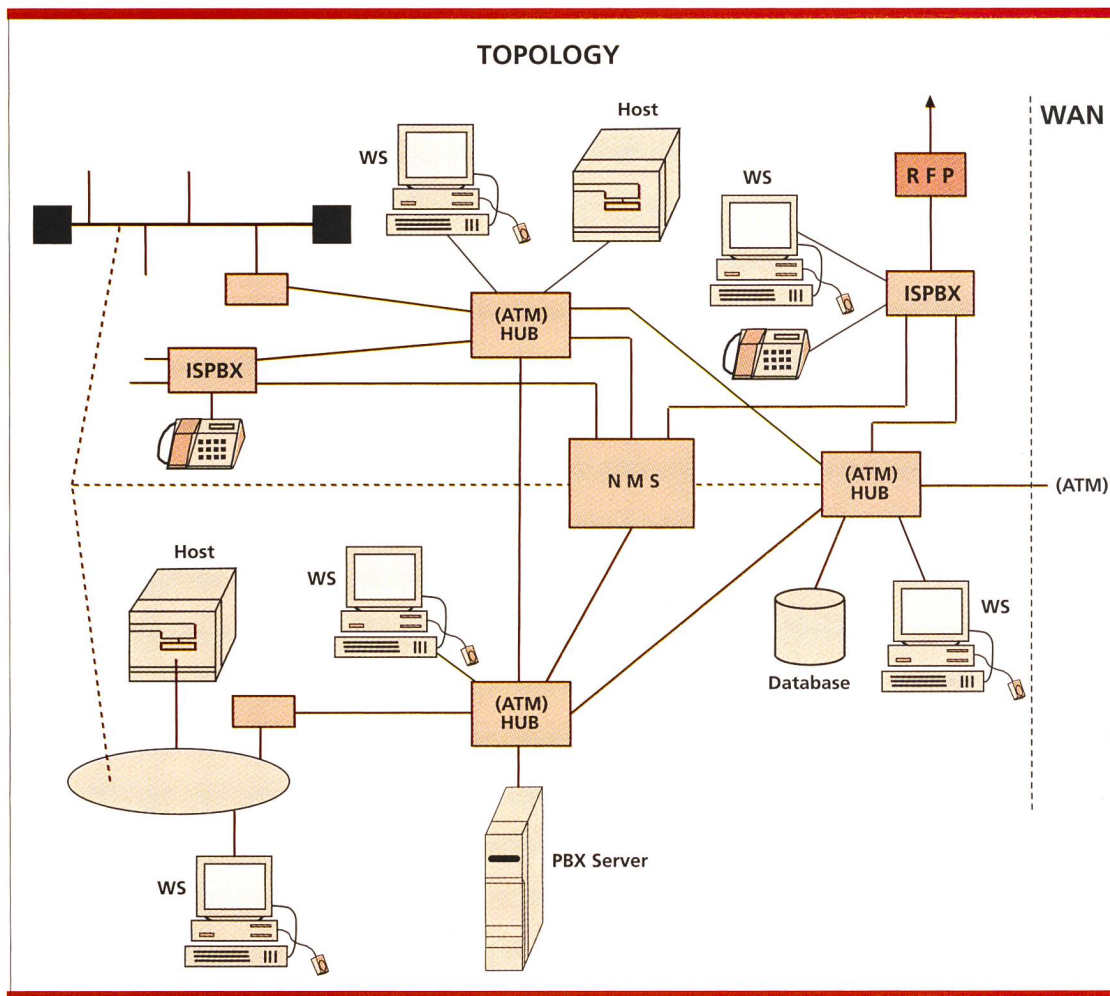 TOPOLOGY
WAN
Host
WS
R F P
WS
ISPBX
(ATM)
HUB
ISPBX
N M S
(ATM)
HUB
(ATM)
Host
WS
WS
Database
(ATM)
HUB
PBX Server
WS